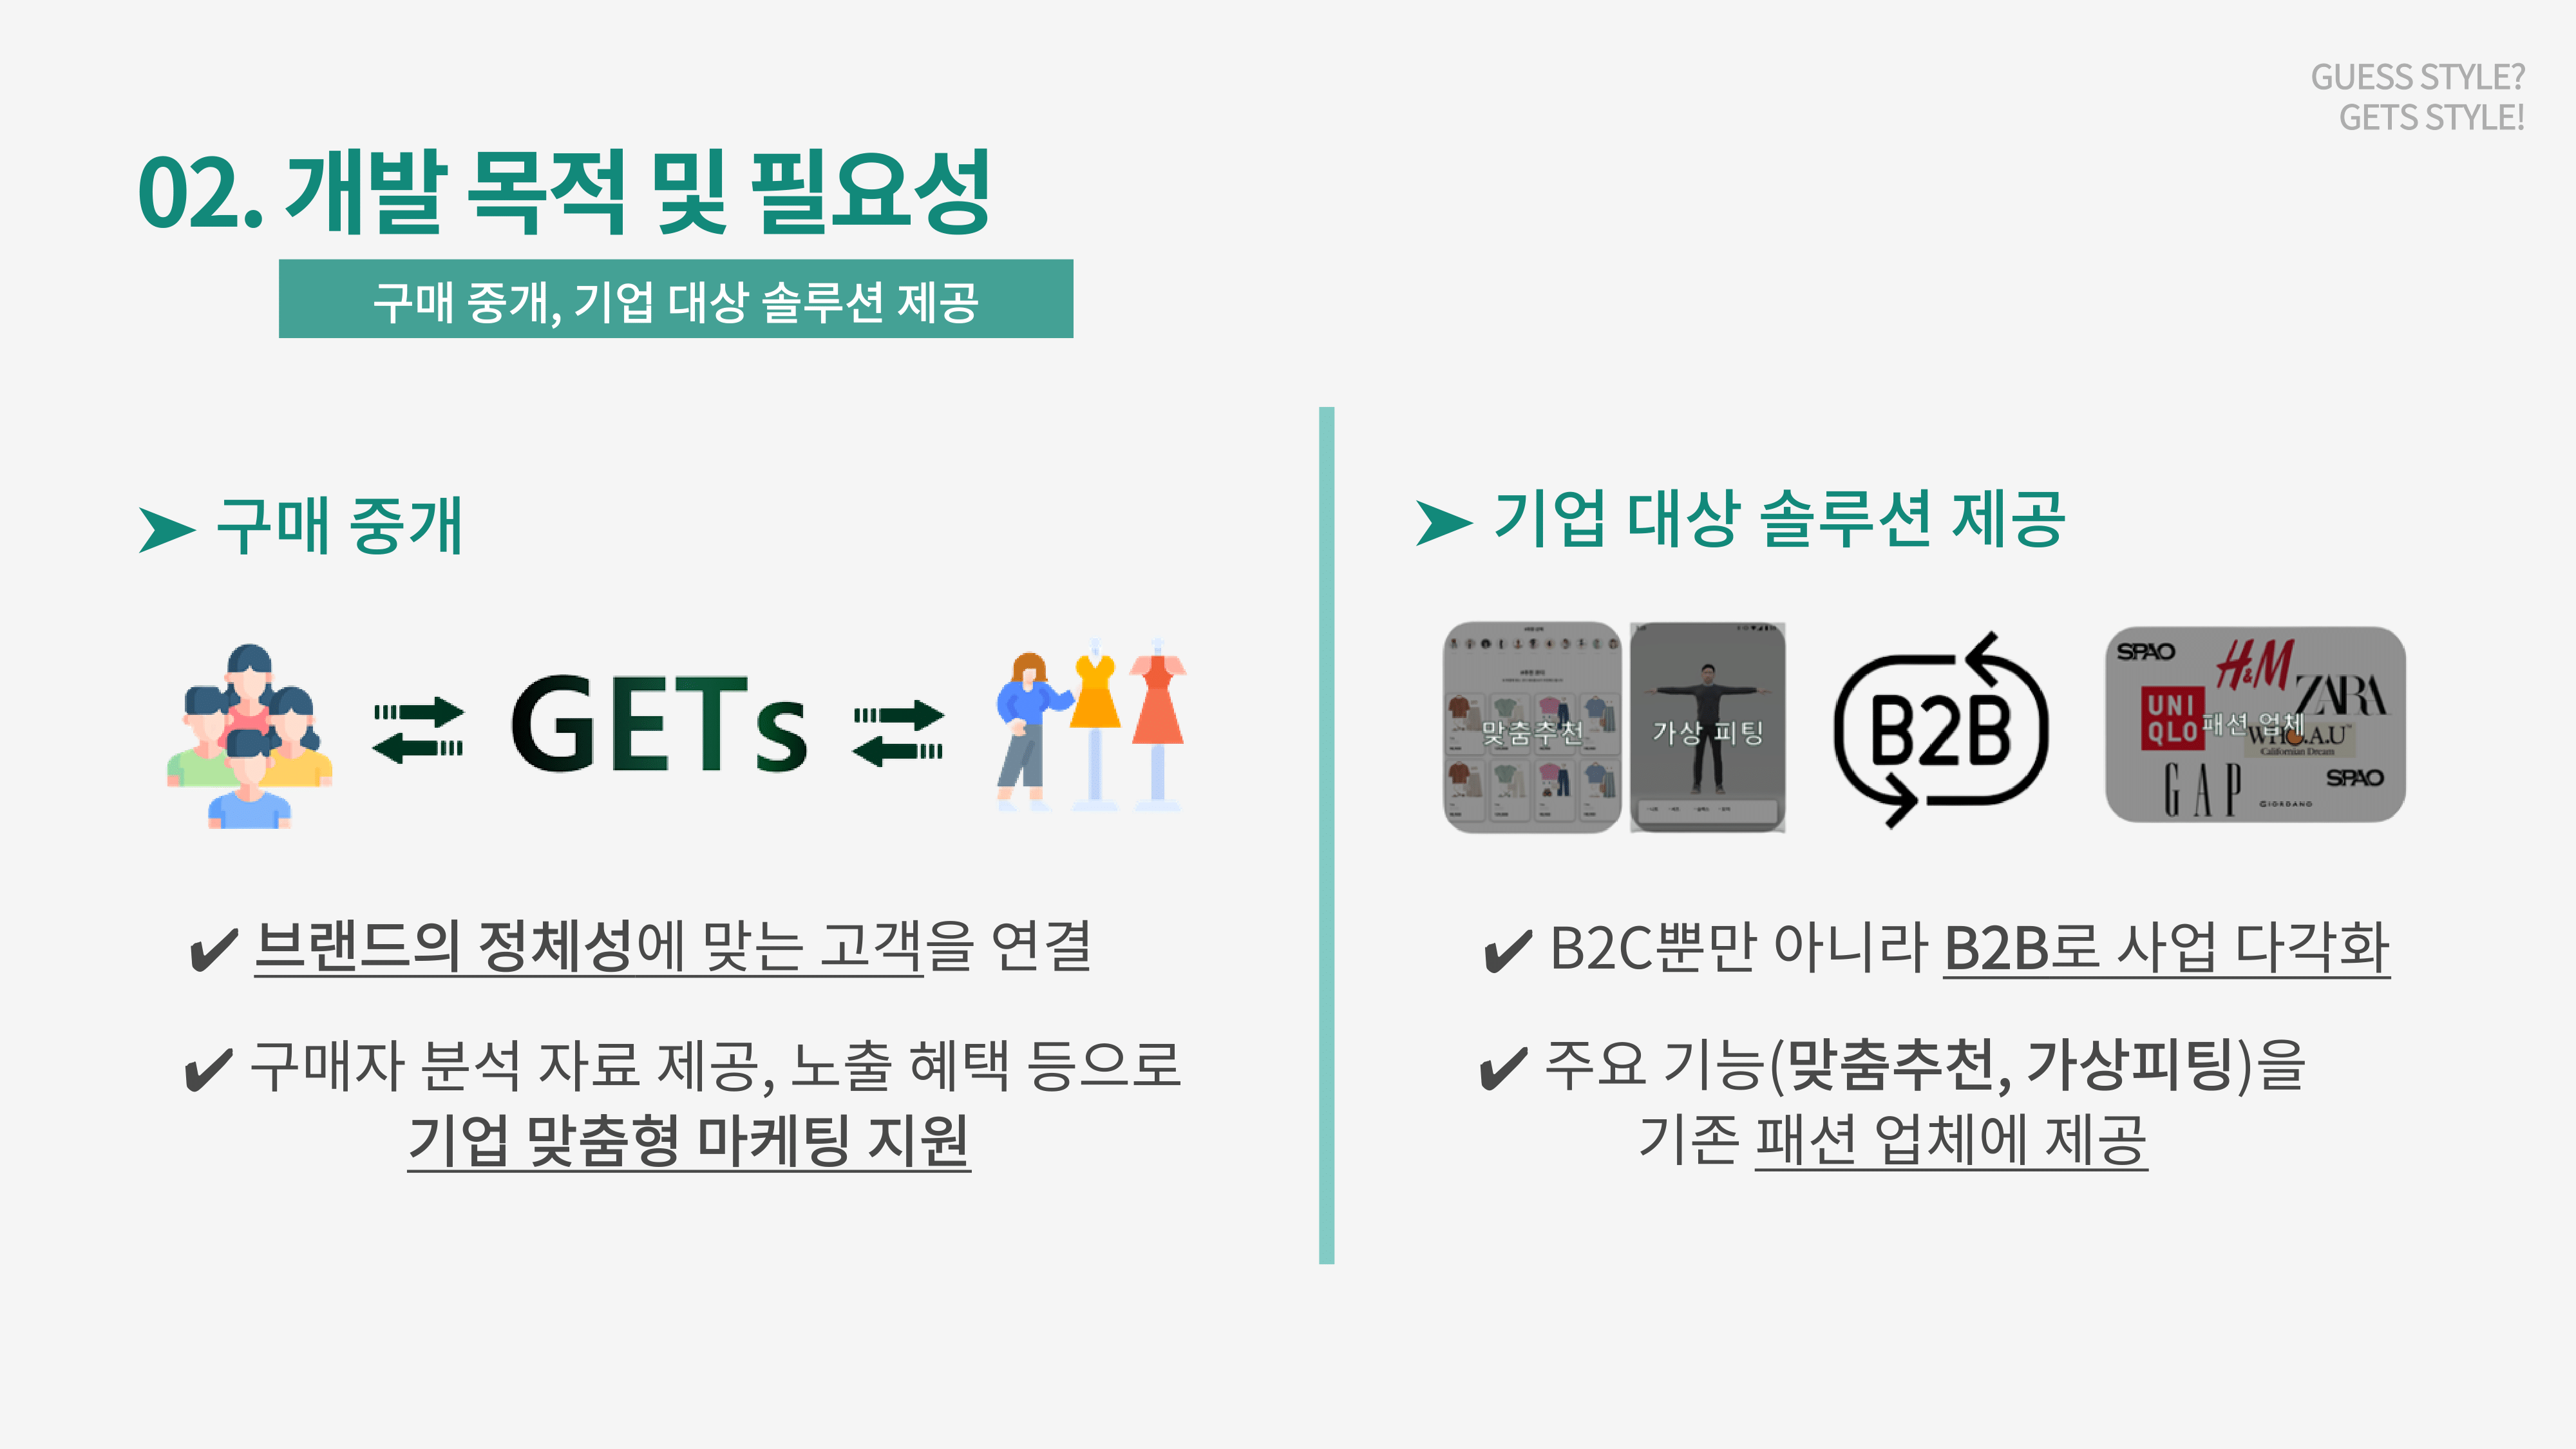 GUESS STYLE?
GETS STYLE!
02. 개발 목적 및 필요성
구매 중개, 기업 대상 솔루션 제공
➤ 구매 중개
GETs
✔ 브랜드의 정체성에 맞는 고객을 연결
✔ 구매자 분석 자료 제공, 노출 혜택 등으로
기업 맞춤형 마케팅 지원
➤ 기업 대상 솔루션 제공
맞춤추천
가상 피팅
B2B
SPAO
H&M
ZARA
UNI
QLO
패션 업체
WHO.A.U
Californian Dream
GAP
SPAO
GIORDANO
✔ B2C뿐만 아니라 B2B로 사업 다각화
✔ 주요 기능(맞춤추천, 가상피팅)을
기존 패션 업체에 제공